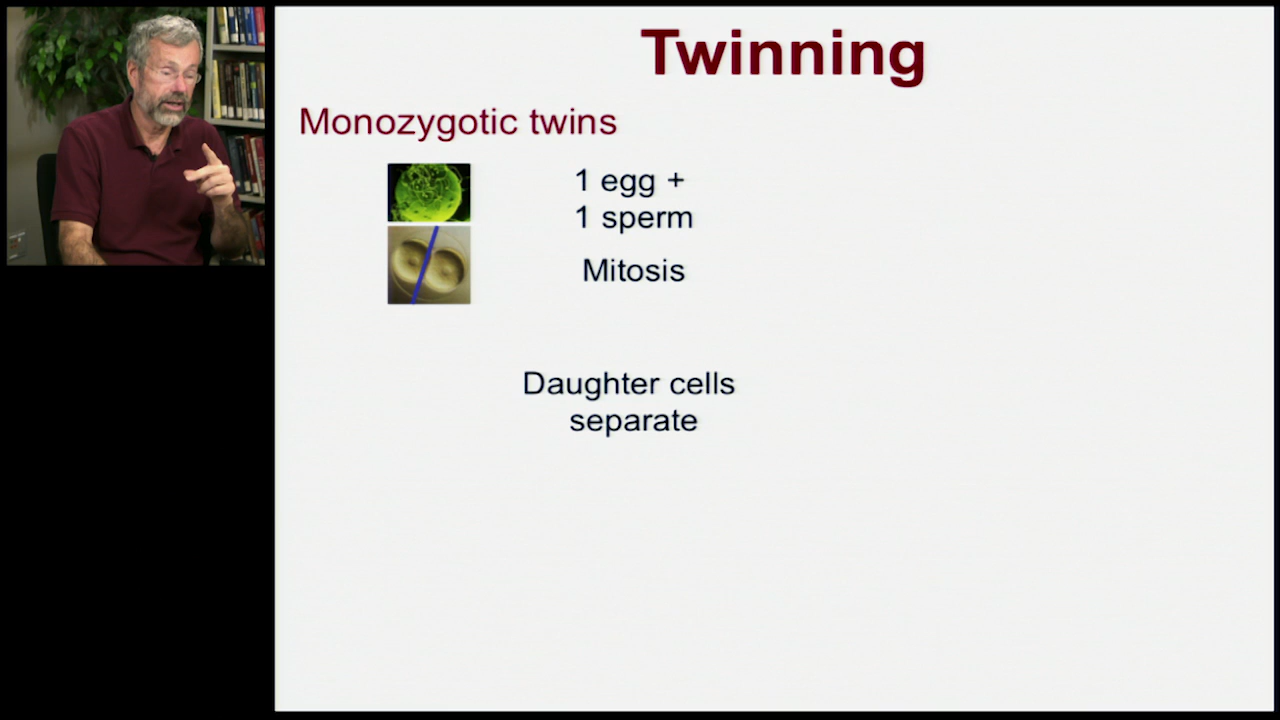 Twinning
Monozygotic twins
1 egg +
1 sperm
Mitosis
Daughter cells
separate